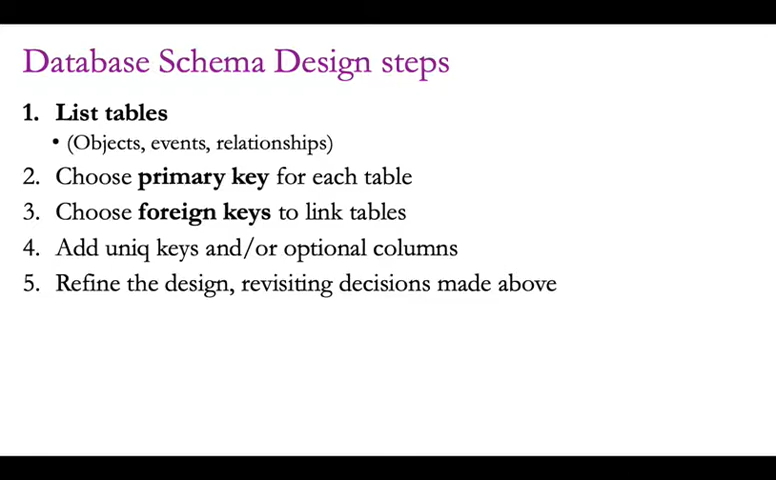 Database Schema Design steps
1. List tables
• (Objects, events, relationships)
2. Choose primary key for each table
3. Choose foreign keys to link tables
4. Add uniq keys and/or optional columns
5. Refine the design, revisiting decisions made above